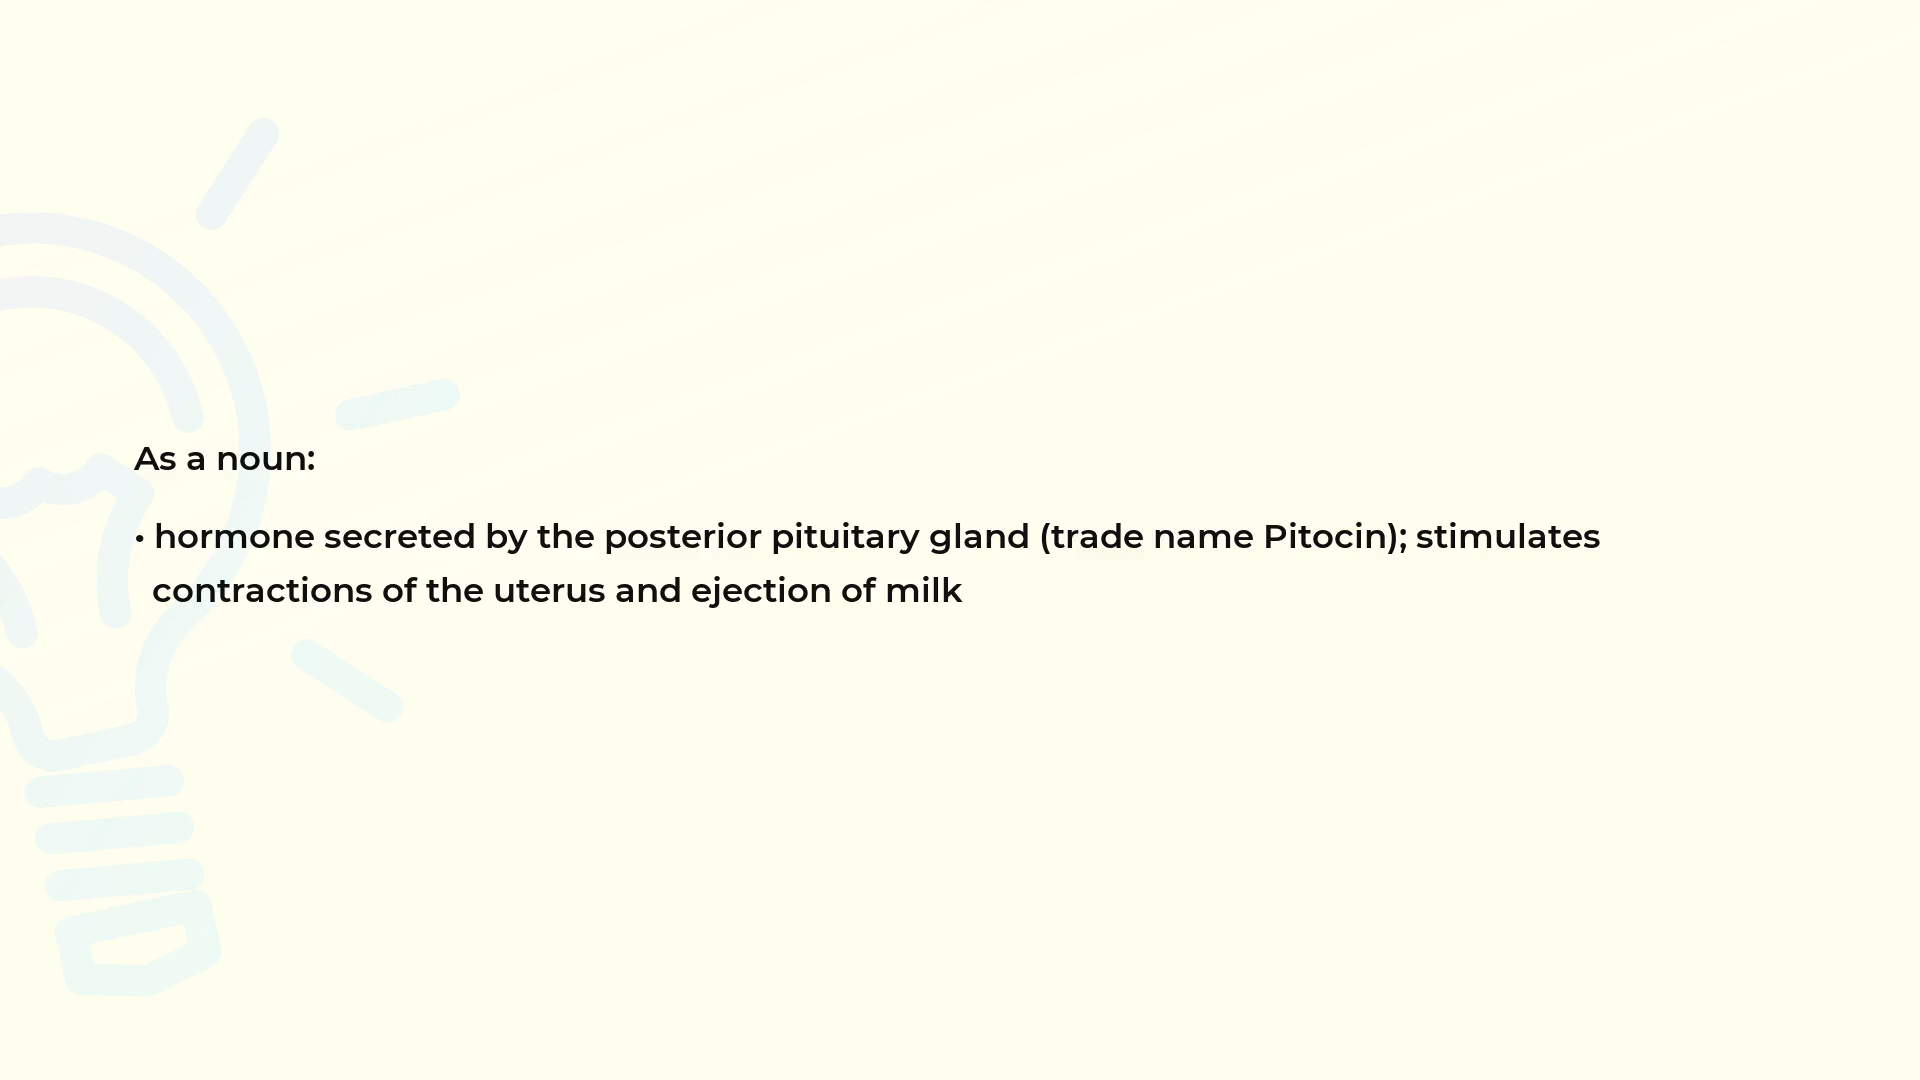 As a noun:
• hormone secreted by the posterior pituitary gland (trade name Pitocin); stimulates
contractions of the uterus and ejection of milk